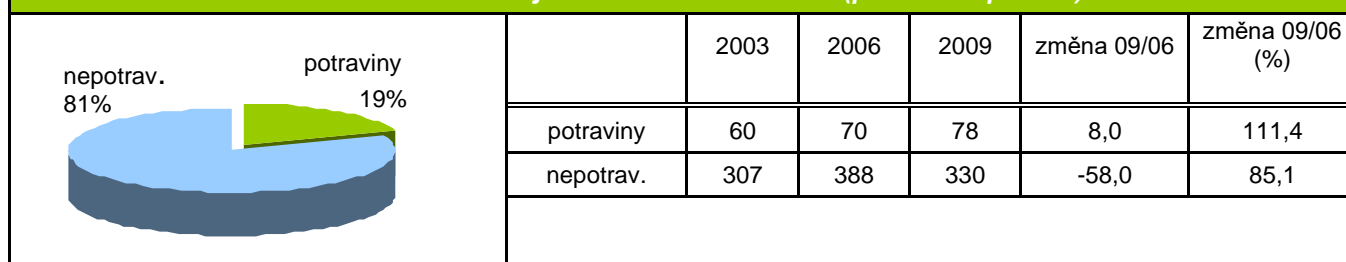 nepotrav.
81%
potraviny
19%
2003 2006 2009 změna 09/06 změna 09/06 (%)
potraviny 60 70 78 8,0 111,4
nepotrav. 307 388 330 -58,0 85,1